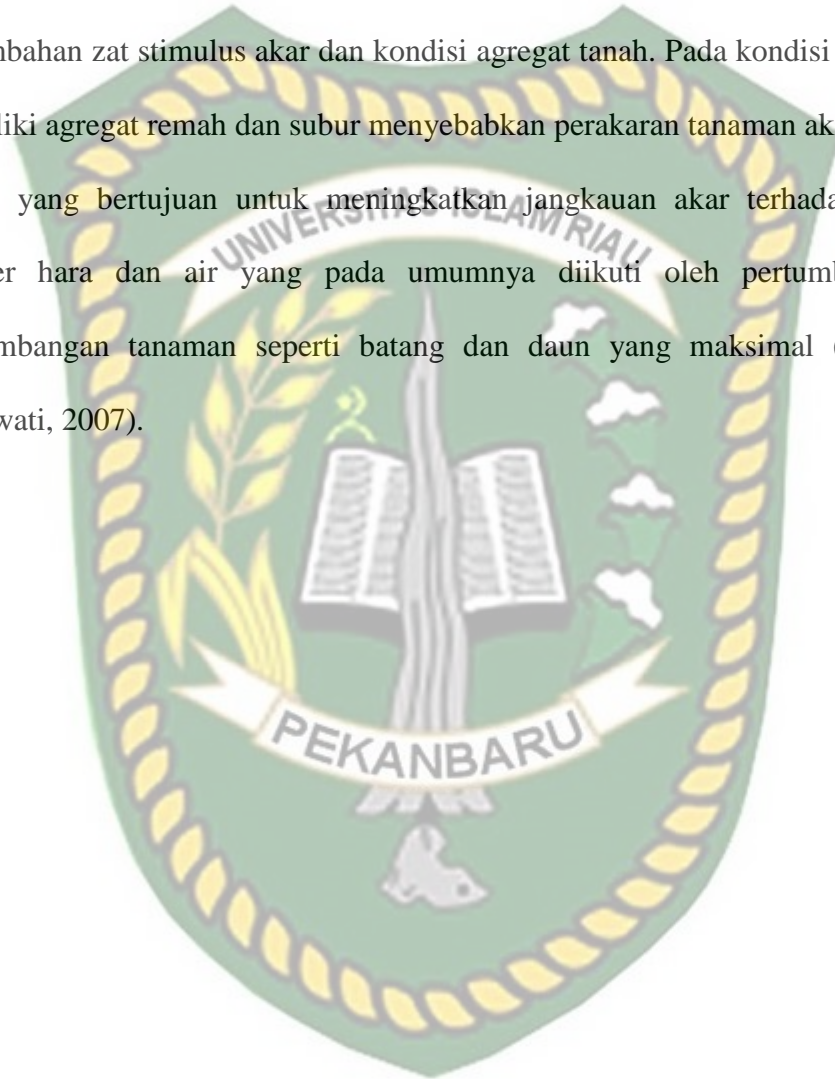 mbahan zat stimulus akar dan kondisi agregat tanah. Pada kondisi
liki agregat remah dan subur menyebabkan perakaran tanaman ak
yang bertujuan untuk meningkatkan jangkauan akar terhada
er hara dan air yang pada umumnya diikuti oleh pertumb
mbangan tanaman seperti batang dan daun yang maksimal (
wati, 2007).
UNIVERSITAS ISLAM RIAU
PEKANBARU